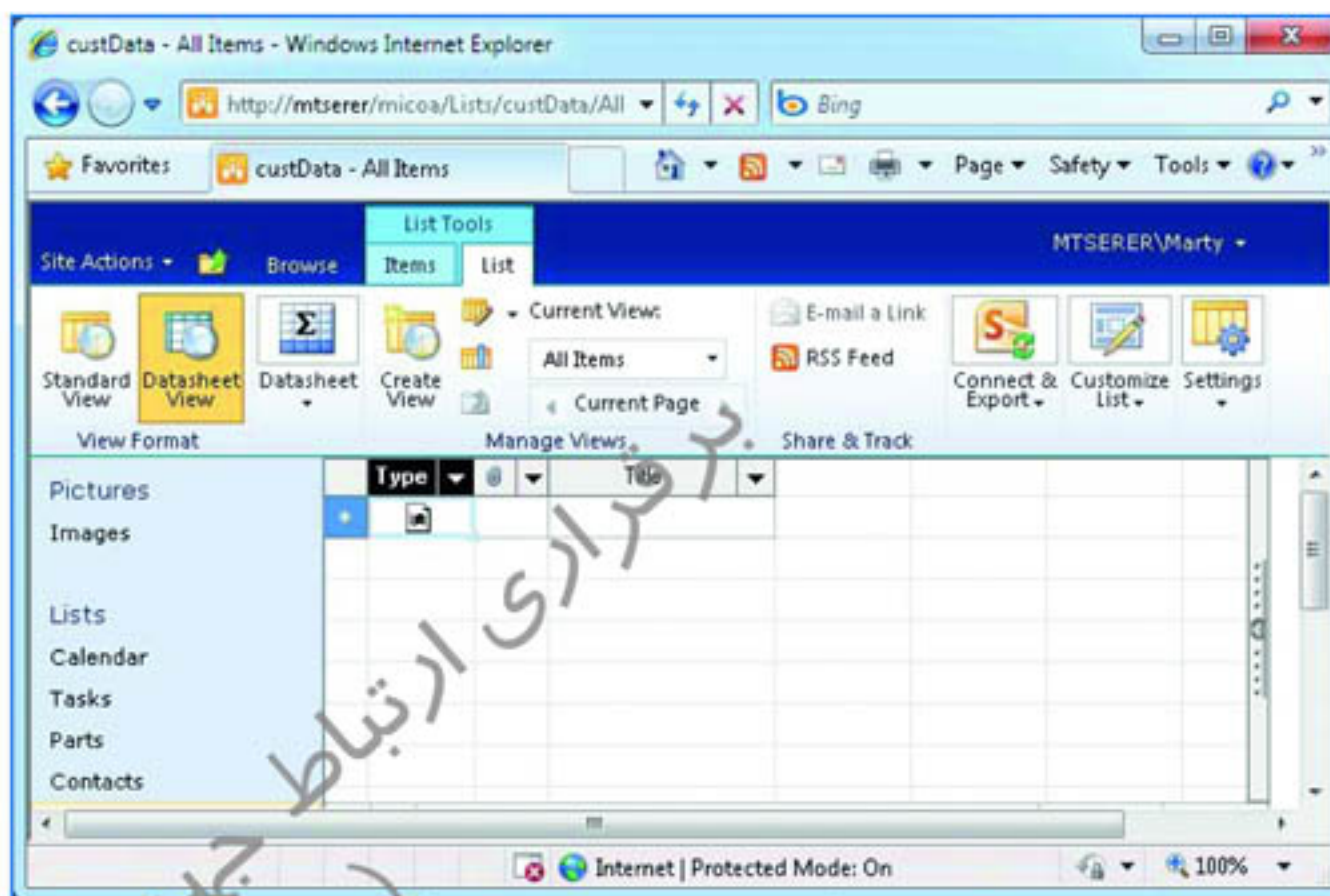 custData - All Items - Windows Internet Explorer
http://mtserer/micoa/Lists/custData/All
Bing
Favorites
custData - All Items
Page
Safety
Tools
List Tools
MTSERER\Marty
Site Actions
Browse
Items
List
Current View:
E-mail a Link
All Items
RSS Feed
Standard View
Datasheet View
Datasheet
Create View
Current Page
Connect & Export
Customize List
Settings
View Format
Manage Views
Share & Track
Type
Title
Pictures
Images
Lists
Calendar
Tasks
Parts
Contacts
Internet | Protected Mode: On
100%
برقراری ارتباط